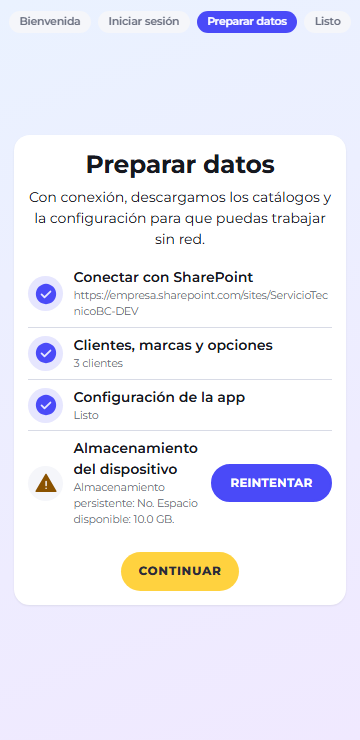 Bienvenida
Iniciar sesión
Preparar datos
Listo
Preparar datos
Con conexión, descargamos los catálogos y
la configuración para que puedas trabajar
sin red.
Conectar con SharePoint
https://empresa.sharepoint.com/sites/ServicioTec
nicoBC-DEV
Clientes, marcas y opciones
3 clientes
Configuración de la app
Listo
Almacenamiento
del dispositivo
Almacenamiento
persistente: No. Espacio
disponible: 10.0 GB.
REINTENTAR
CONTINUAR